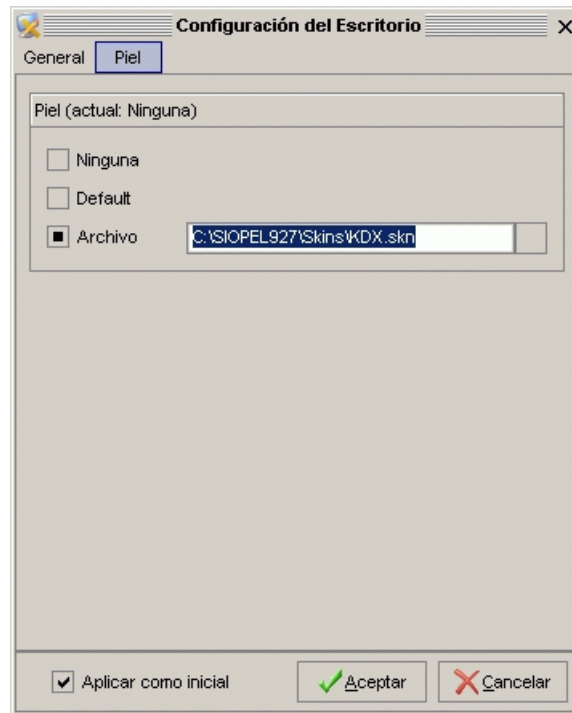 Configuración del Escritorio
General Piel
Piel (actual: Ninguna)
Ninguna
Default
Archivo C:\SIOPEL927\Skins\KDX.skn
Aplicar como inicial Aceptar Cancelar